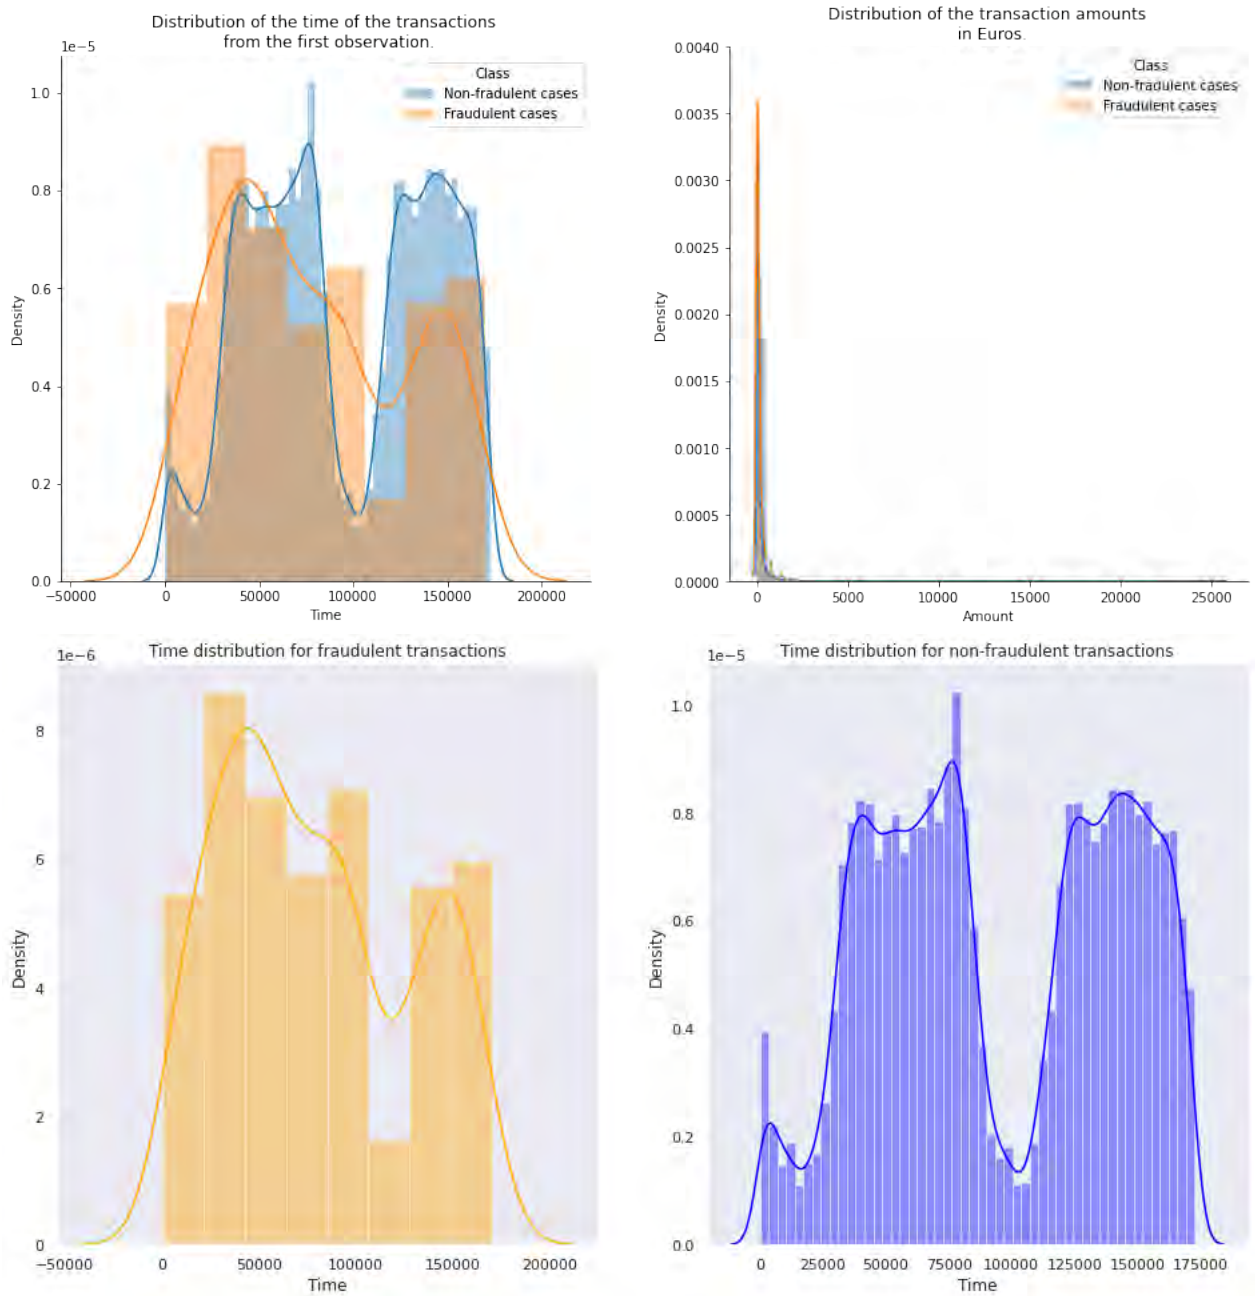 Distribution of the time of the transactions
from the first observation.
1e−5
Class
Non-fradulent cases
Fraudulent cases
1.0
0.8
0.6
0.4
0.2
0.0
Density
−50000 0 50000 100000 150000 200000
Time
Distribution of the transaction amounts
in Euros.
Class
Non-fradulent cases
Fraudulent cases
0.0040
0.0035
0.0030
0.0025
0.0020
0.0015
0.0010
0.0005
0.0000
Density
0 5000 10000 15000 20000 25000
Amount
1e−6
Time distribution for fraudulent transactions
8
6
4
2
0
Density
−50000 0 50000 100000 150000 200000
Time
1e−5
Time distribution for non-fraudulent transactions
1.0
0.8
0.6
0.4
0.2
0.0
Density
0 25000 50000 75000 100000 125000 150000 175000
Time